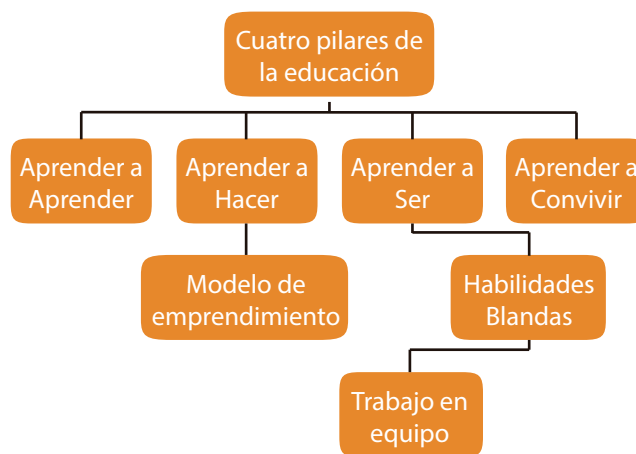 Cuatro pilares de
la educación
Aprender a
Aprender
Aprender a
Hacer
Aprender a
Ser
Aprender a
Convivir
Modelo de
emprendimiento
Habilidades
Blandas
Trabajo en
equipo